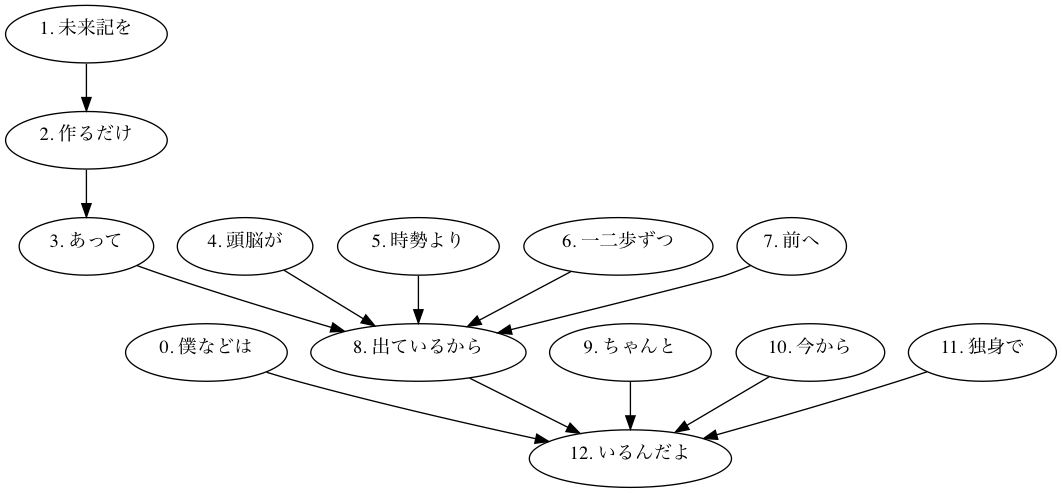 1. 未来記を
2. 作るだけ
3. あって
4. 頭脳が
5. 時勢より
6. 一二歩ずつ
7. 前へ
0. 僕などは
8. 出ているから
9. ちゃんと
10. 今から
11. 独身で
12. いるんだよ